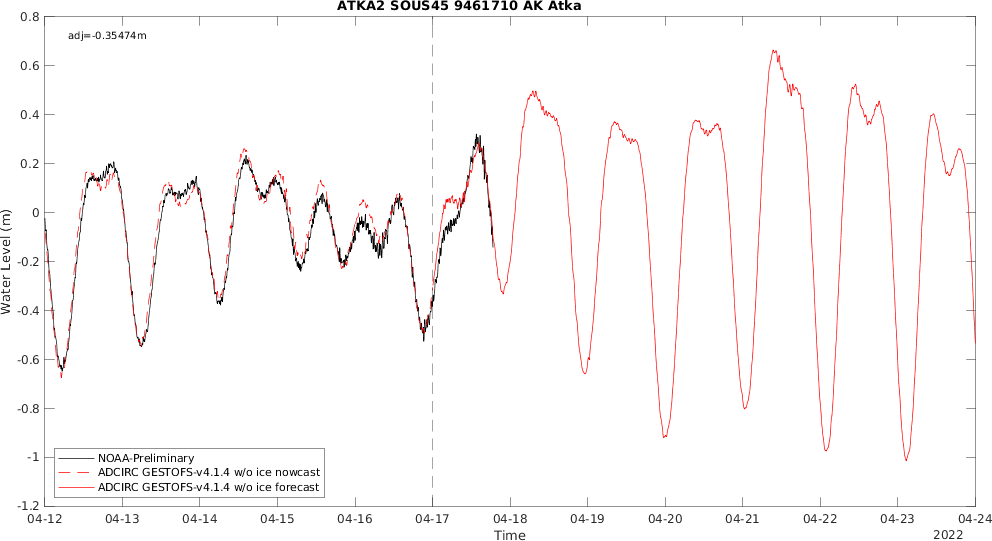 ATKA2 SOUS45 9461710 AK Atka
adj=-0.35474m
0.8
0.6
0.4
0.2
0
-0.2
-0.4
-0.6
-0.8
-1
-1.2
Water Level (m)
NOAA-Preliminary
ADCIRC GESTOFS-v4.1.4 w/o ice nowcast
ADCIRC GESTOFS-v4.1.4 w/o ice forecast
04-12 04-13 04-14 04-15 04-16 04-17 04-18 04-19 04-20 04-21 04-22 04-23 04-24
Time
2022